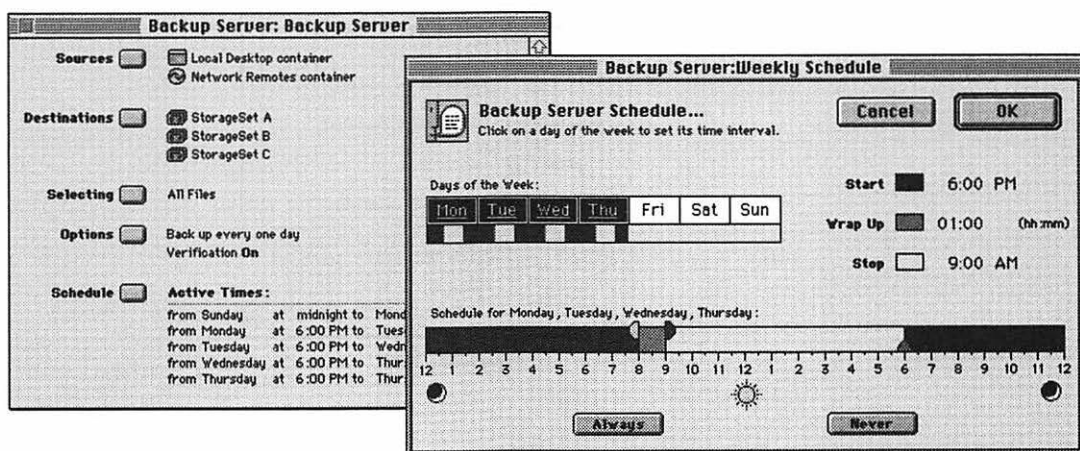 Backup Server: Backup Server
Sources
Local Desktop container
Network Remotes container
Destinations
StorageSet A
StorageSet B
StorageSet C
Selecting
All Files
Options
Back up every one day
Verification On
Schedule
Active Times:
from Sunday at midnight to Mond
from Monday at 6:00 PM to Tues
from Tuesday at 6:00 PM to Wedn
from Wednesday at 6:00 PM to Thur
from Thursday at 6:00 PM to
Backup Server:Weekly Schedule
Backup Server Schedule...
Click on a day of the week to set its time interval.
Cancel
OK
Days of the Week:
Mon Tue Wed Thu Fri Sat Sun
Start 6:00 PM
Wrap Up 01:00 (hh:mm)
Stop 9:00 AM
Schedule for Monday, Tuesday, Wednesday, Thursday:
12 1 2 3 4 5 6 7 8 9 10 11 12 1 2 3 4 5 6 7 8 9 10 11 12
Always
Never